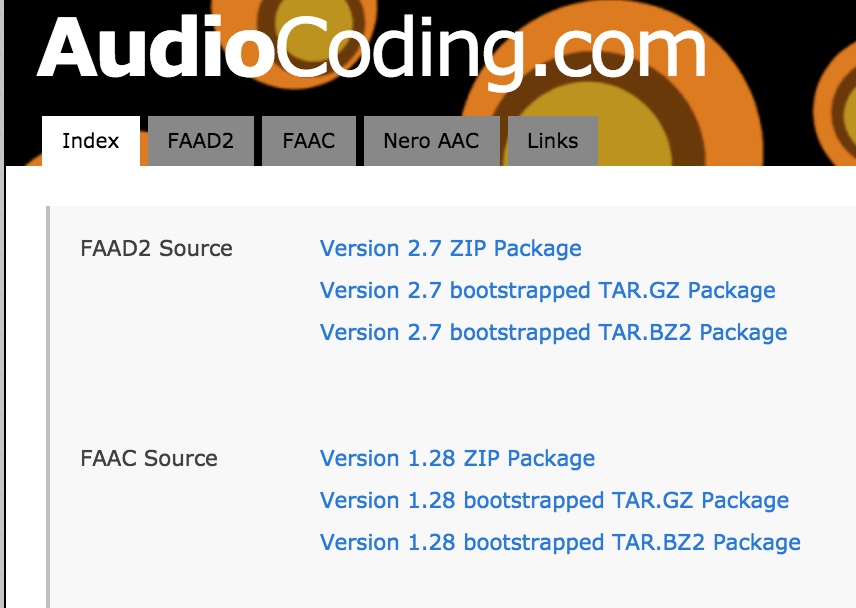 AudioCoding.com
Index FAAD2 FAAC Nero AAC Links
FAAD2 Source Version 2.7 ZIP Package
Version 2.7 bootstrapped TAR.GZ Package
Version 2.7 bootstrapped TAR.BZ2 Package
FAAC Source Version 1.28 ZIP Package
Version 1.28 bootstrapped TAR.GZ Package
Version 1.28 bootstrapped TAR.BZ2 Package